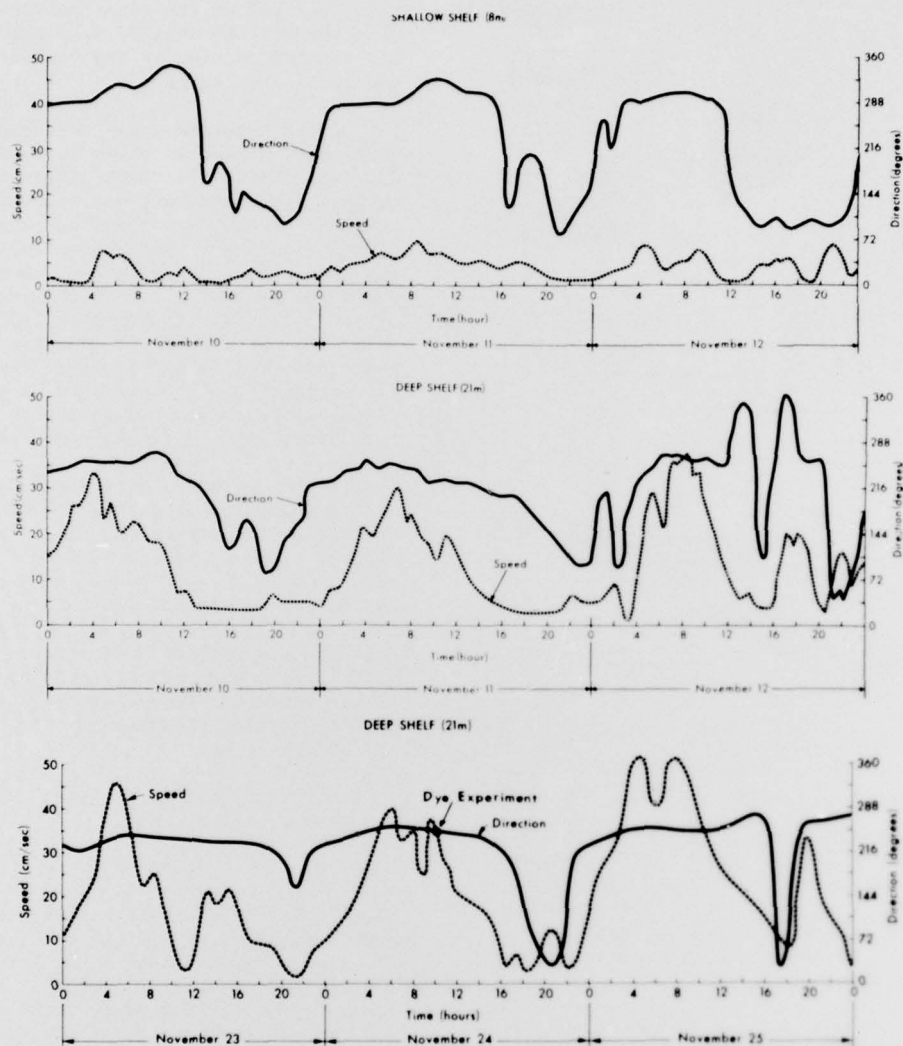 SHALLOW SHELF (8m
50
40
30
20
10
0
Speed (cm/sec)
360
288
216
144
72
0
Direction (degrees)
Direction
Speed
0 4 8 12 16 20 0 4 8 12 16 20 0 4 8 12 16 20
Time (hour)
November 10 November 11 November 12
DEEP SHELF (21m)
50
40
30
20
10
0
Speed (cm/sec)
360
288
216
144
72
0
Direction (degrees)
Direction
Speed
0 4 8 12 16 20 0 4 8 12 16 20 0 4 8 12 16 20
Time (hour)
November 10 November 11 November 12
DEEP SHELF (21m)
50
40
30
20
10
0
Speed (cm/sec)
360
288
216
144
72
0
Direction (degrees)
Speed
Dye Experiment
Direction
0 4 8 12 16 20 0 4 8 12 16 20 0 4 8 12 16 20 0
Time (hours)
November 23 November 24 November 25